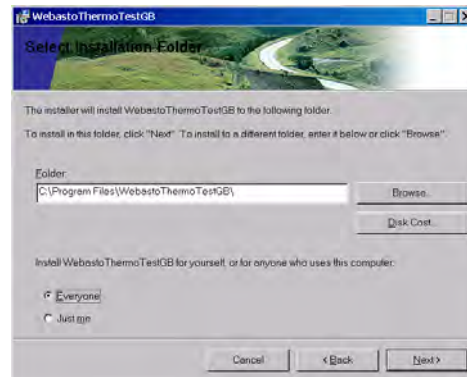 WebastoThermoTestGB
Select Installation Folder
The installer will install WebastoThermoTestGB to the following folder.
To install in this folder, click "Next". To install to a different folder, enter it below or click "Browse".
Folder:
C:\Program Files\WebastoThermoTestGB\
Browse...
Disk Cost...
Install WebastoThermoTestGB for yourself, or for anyone who uses this computer:
Everyone
Just me
Cancel
< Back
Next >